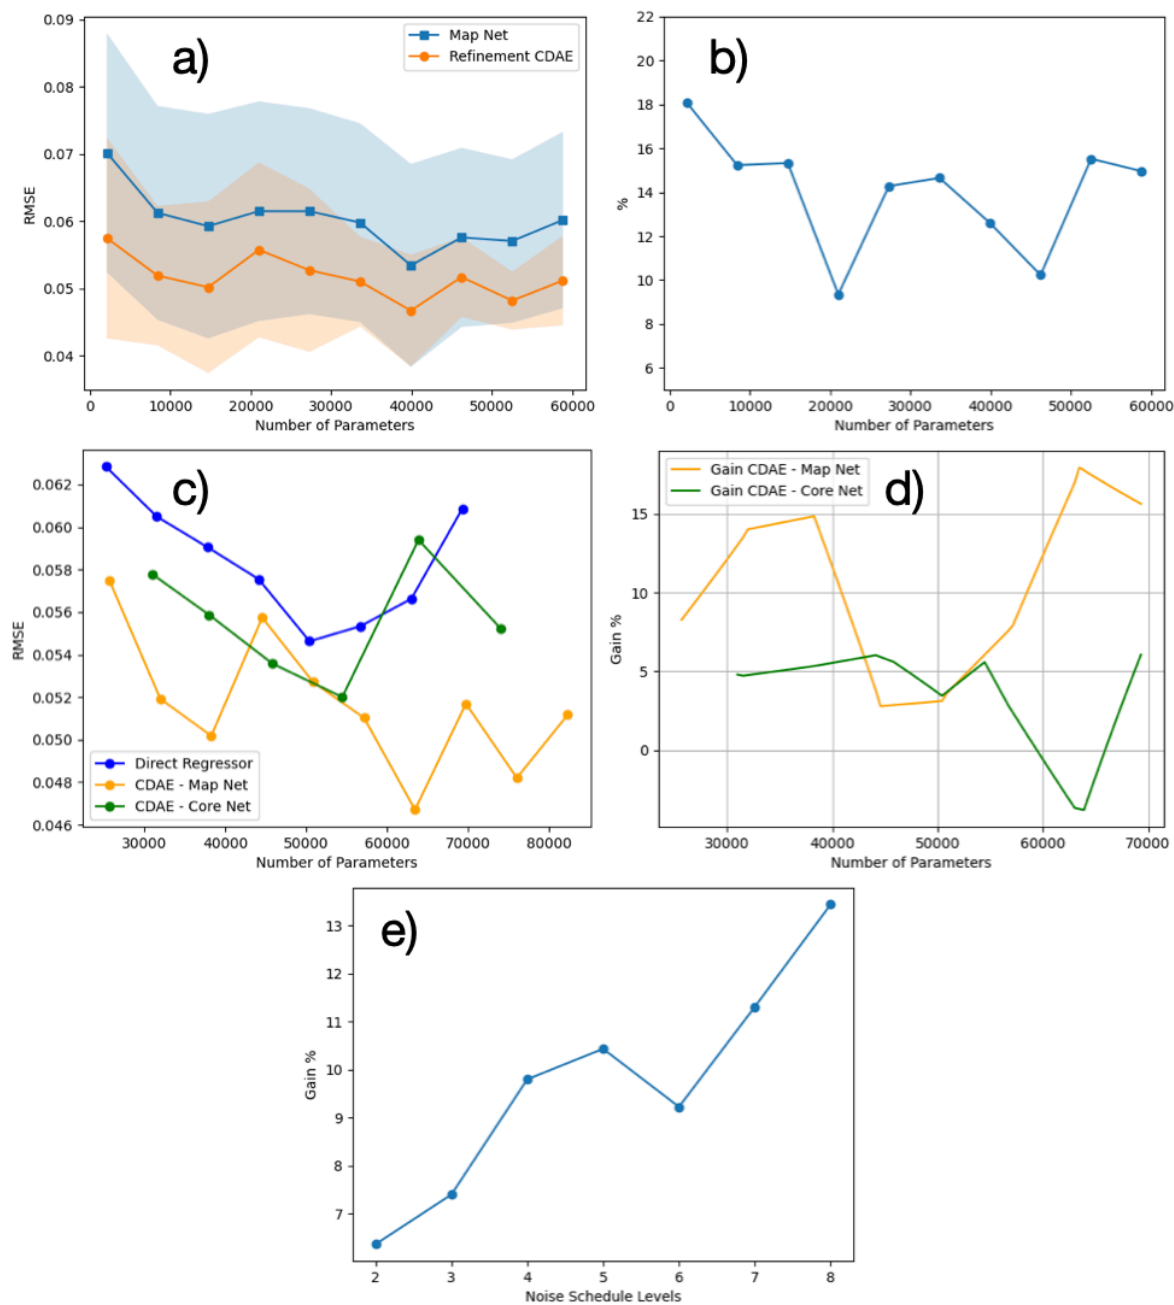 a)
Map Net
Refinement CDAE
0.09
0.08
0.07
0.06
0.05
0.04
RMSE
0 10000 20000 30000 40000 50000 60000
Number of Parameters
b)
22
20
18
16
14
12
10
8
6
%
0 10000 20000 30000 40000 50000 60000
Number of Parameters
c)
0.062
0.060
0.058
0.056
0.054
0.052
0.050
0.048
0.046
RMSE
Direct Regressor
CDAE - Map Net
CDAE - Core Net
30000 40000 50000 60000 70000 80000
Number of Parameters
d)
Gain CDAE - Map Net
Gain CDAE - Core Net
15
10
5
0
Gain %
30000 40000 50000 60000 70000
Number of Parameters
e)
13
12
11
10
9
8
7
Gain %
2 3 4 5 6 7 8
Noise Schedule Levels